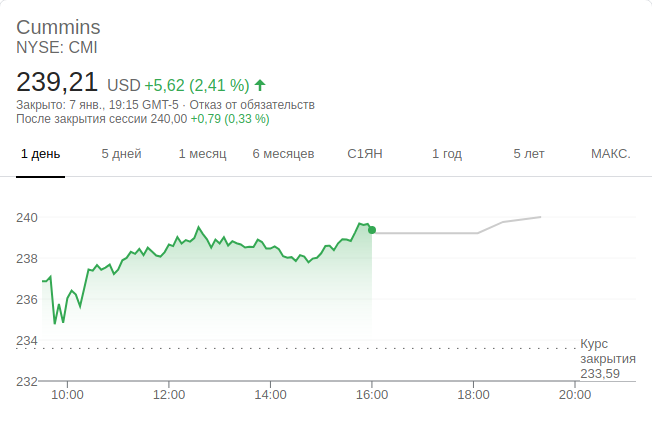 Cummins
NYSE: CMI
239,21 USD +5,62 (2,41 %)
Закрыто: 7 янв., 19:15 GMT-5 · Отказ от обязательств
После закрытия сессии 240,00 +0,79 (0,33 %)
1 день 5 дней 1 месяц 6 месяцев С1ЯН 1 год 5 лет МАКС.
240
238
236
234
232
Курс
закрытия
233,59
10:00 12:00 14:00 16:00 18:00 20:00